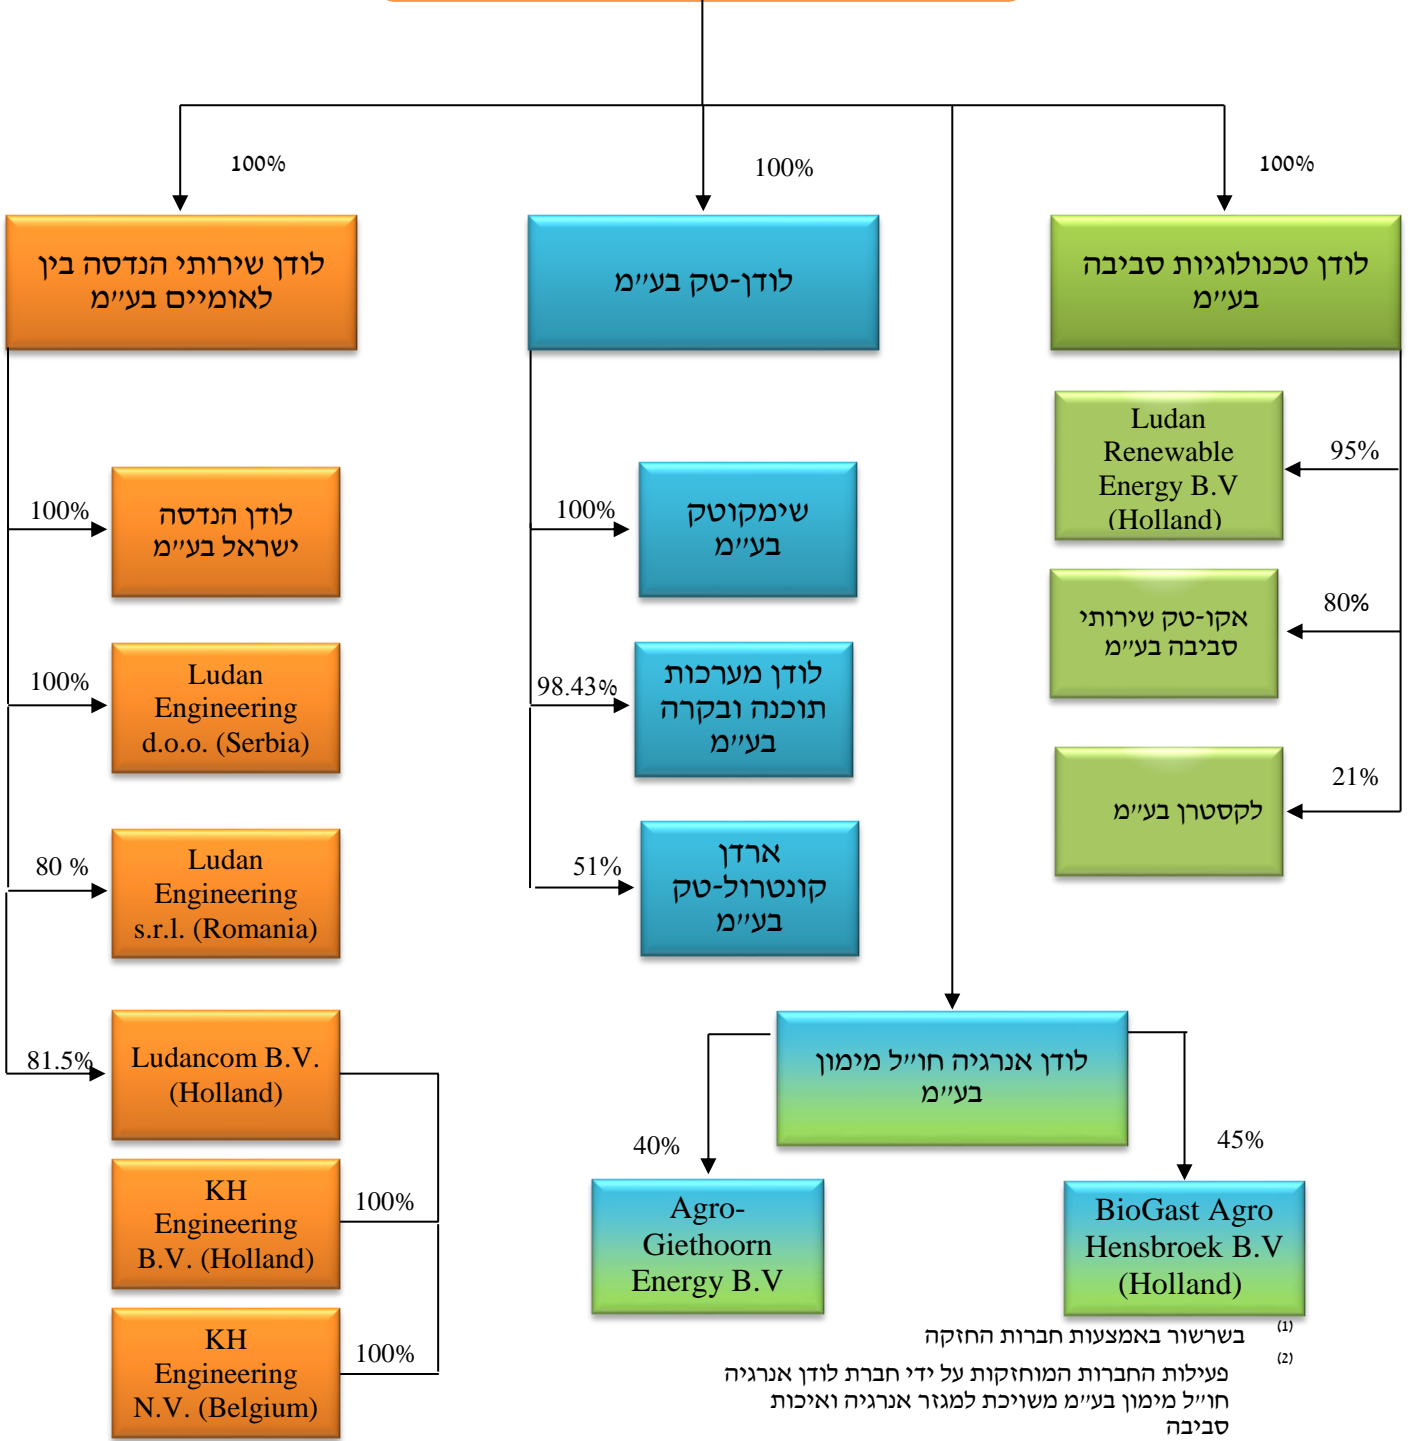 100%
100%
100%
לודן שירותי הנדסה בין
לאומיים בע״מ
לודן-טק בע״מ
לודן טכנולוגיות סביבה
בע״מ
100%
לודן הנדסה
ישראל בע״מ
100%
Ludan
Engineering
d.o.o. (Serbia)
80 %
Ludan
Engineering
s.r.l. (Romania)
81.5%
Ludancom B.V.
(Holland)
KH
Engineering
B.V. (Holland)
100%
KH
Engineering
N.V. (Belgium)
100%
100%
שימקוטק
בע״מ
98.43%
לודן מערכות
תוכנה ובקרה
בע״מ
51%
ארדן
קונטרול-טק
בע״מ
Ludan
Renewable
Energy B.V
(Holland)
95%
אקו-טק שירותי
סביבה בע״מ
80%
לקסטרן בע״מ
21%
לודן אנרגיה חו״ל מימון
בע״מ
40%
45%
Agro-
Giethoorn
Energy B.V
BioGast Agro
Hensbroek B.V
(Holland)
(1) בשרשור באמצעות חברות החזקה
(2)
פעילות החברות המוחזקות על ידי חברת לודן אנרגיה
חו״ל מימון בע״מ משויכת למגזר אנרגיה ואיכות
סביבה